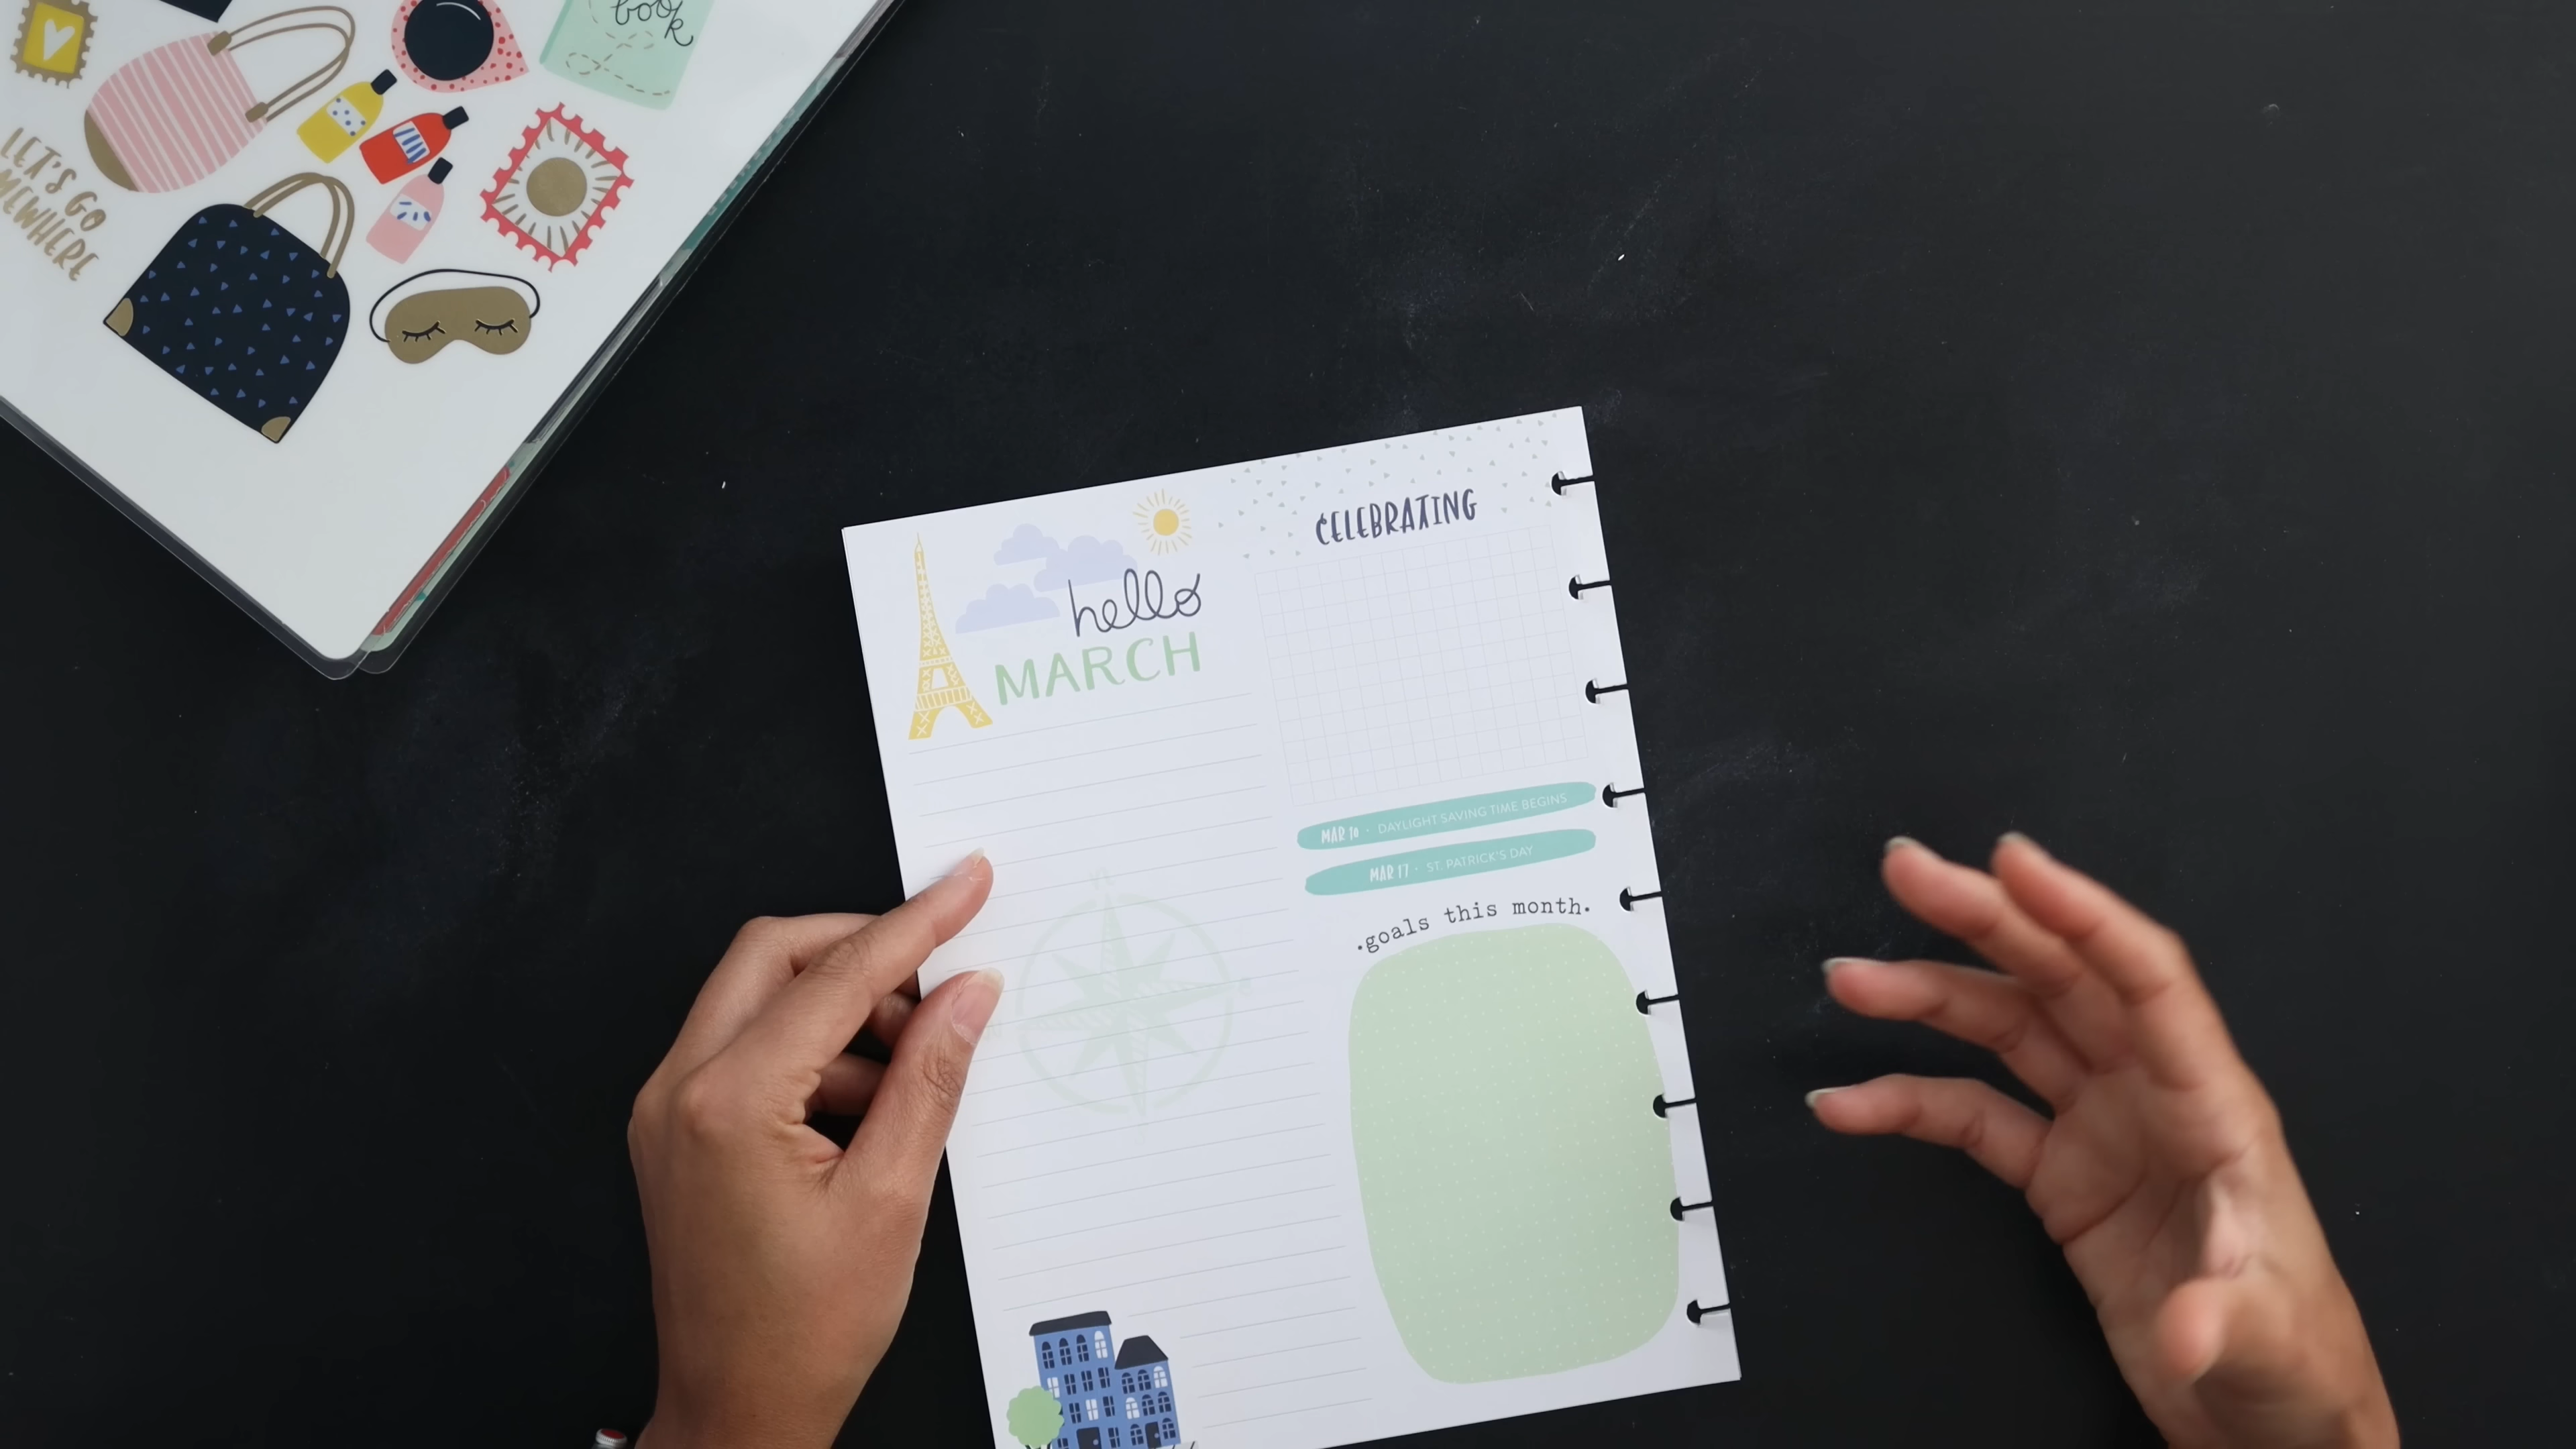 book
LET'S GO
hello
MARCH
CELEBRATING
MAR 10 · DAYLIGHT SAVING TIME BEGINS
MAR 17 · ST. PATRICK'S DAY
·goals this month.